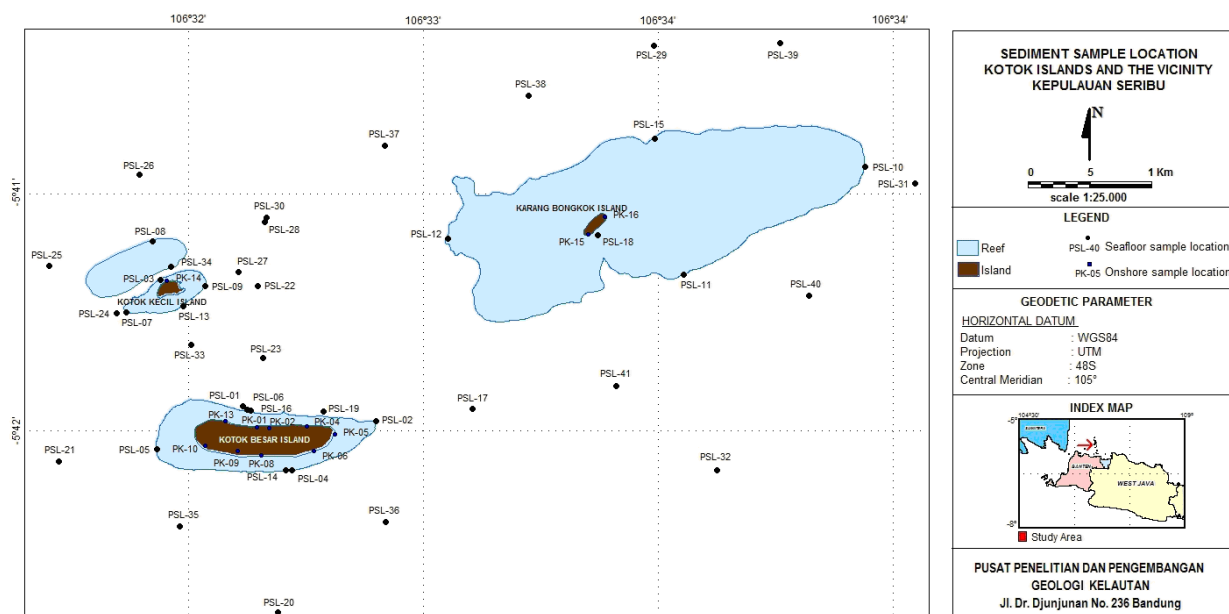 106°32'
106°33'
106°34'
106°34'
PSL-29
PSL-39
PSL-38
PSL-15
PSL-37
PSL-26
PSL-10
-5°41'
PSL-31
PSL-30
KARANG BONGKOK ISLAND
PK-16
PSL-28
PSL-08
PSL-12
PK-15
PSL-18
PSL-25
PSL-34
PSL-27
PSL-03
PK-14
PSL-09
PSL-22
PSL-11
KOTOK KECIL ISLAND
PSL-40
PSL-24
PSL-07
PSL-13
PSL-33
PSL-23
PSL-41
PSL-01
PSL-06
PSL-16
PSL-19
PSL-17
PK-13
PK-01
PK-02
PK-04
PSL-02
-5°42'
PK-05
KOTOK BESAR ISLAND
PSL-05
PK-10
PK-09
PK-08
PK-06
PSL-21
PSL-14
PSL-04
PSL-32
PSL-35
PSL-36
PSL-20
SEDIMENT SAMPLE LOCATION
KOTOK ISLANDS AND THE VICINITY
KEPULAUAN SERIBU
N
0 5 1 Km
scale 1:25.000
LEGEND
Reef
Island
PSL-40 Seafloor sample location
PK-05 Onshore sample location
GEODETIC PARAMETER
HORIZONTAL DATUM
Datum : WGS84
Projection : UTM
Zone : 48S
Central Meridian : 105°
INDEX MAP
104°30'
109°
-5°
SUMATERA
BANTEN
WEST JAVA
-8°
Study Area
PUSAT PENELITIAN DAN PENGEMBANGAN
GEOLOGI KELAUTAN
Jl. Dr. Djunjunan No. 236 Bandung